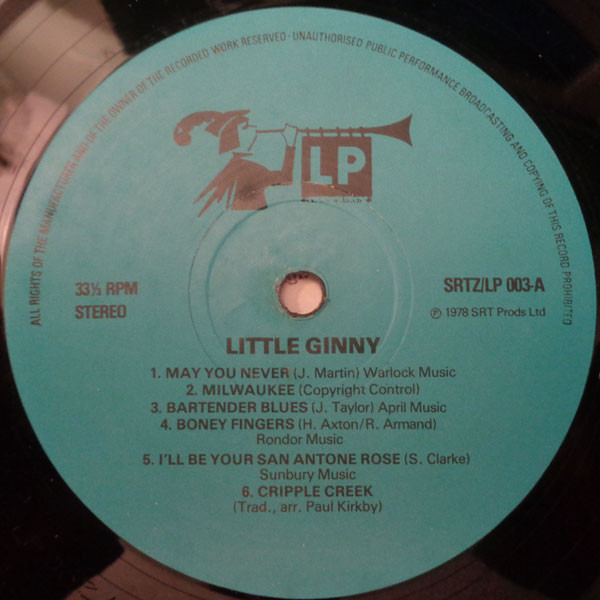 ALL RIGHTS OF THE MANUFACTURER AND OF THE OWNER OF THE RECORDED WORK RESERVED · UNAUTHORISED PUBLIC PERFORMANCE BROADCASTING AND COPYING OF THIS RECORD PROHIBITED
LP
33⅓ RPM
STEREO
SRTZ/LP 003-A
℗ 1978 SRT Prods Ltd
LITTLE GINNY
1. MAY YOU NEVER (J. Martin) Warlock Music
2. MILWAUKEE (Copyright Control)
3. BARTENDER BLUES (J. Taylor) April Music
4. BONEY FINGERS (H. Axton/R. Armand)
Rondor Music
5. I'LL BE YOUR SAN ANTONE ROSE (S. Clarke)
Sunbury Music
6. CRIPPLE CREEK
(Trad., arr. Paul Kirkby)